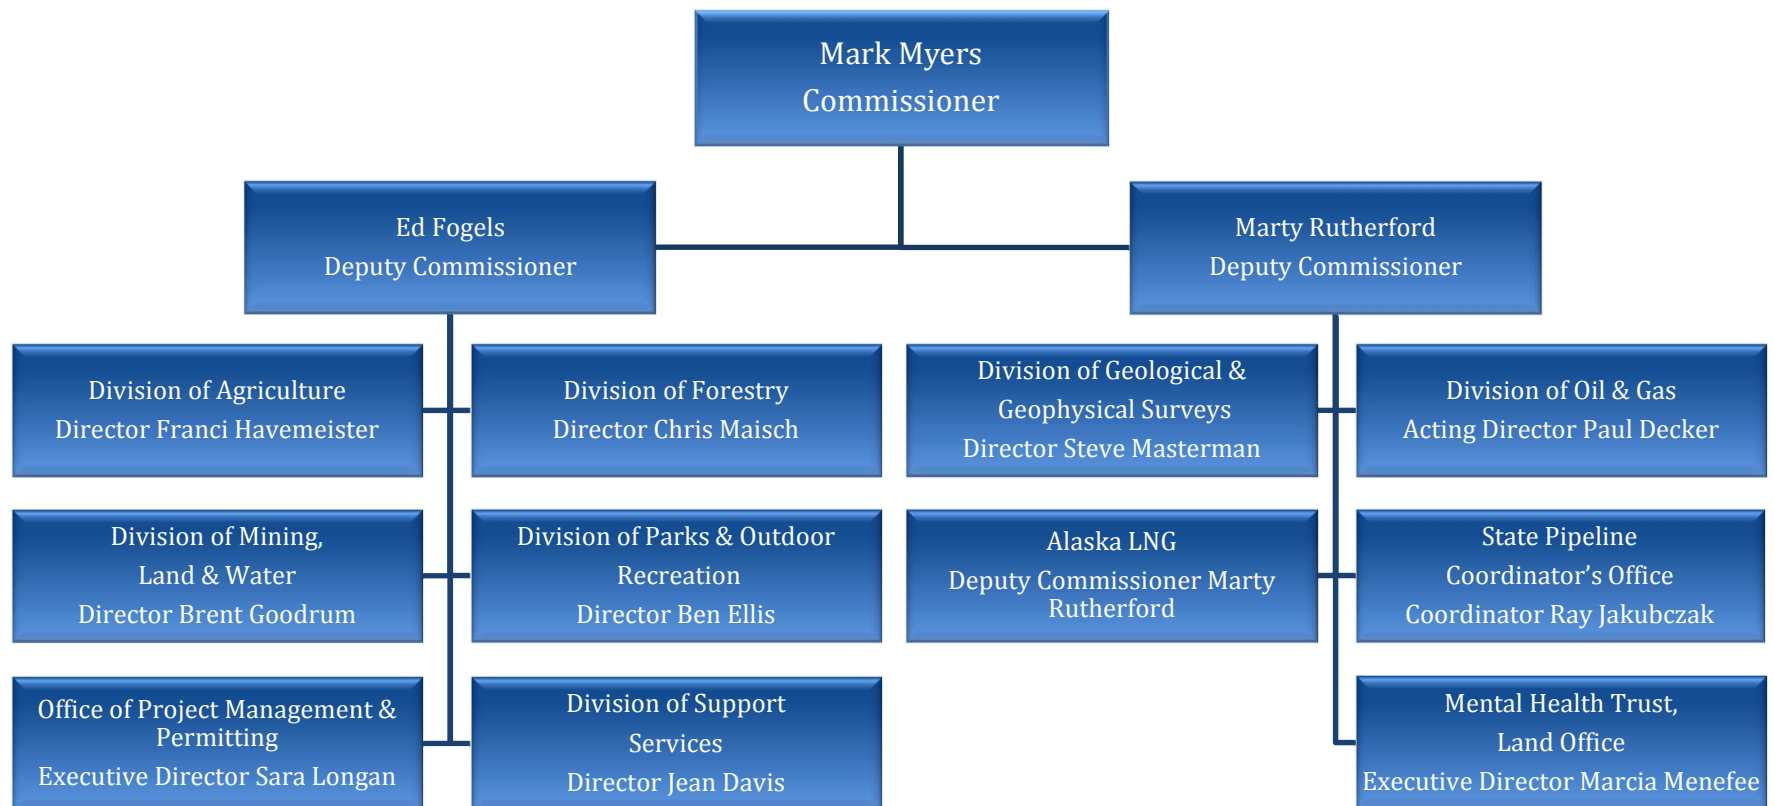 Mark Myers
Commissioner
Ed Fogels
Deputy Commissioner
Marty Rutherford
Deputy Commissioner
Division of Agriculture
Director Franci Havemeister
Division of Forestry
Director Chris Maisch
Division of Geological &
Geophysical Surveys
Director Steve Masterman
Division of Oil & Gas
Acting Director Paul Decker
Division of Mining,
Land & Water
Director Brent Goodrum
Division of Parks & Outdoor
Recreation
Director Ben Ellis
Alaska LNG
Deputy Commissioner Marty
Rutherford
State Pipeline
Coordinator’s Office
Coordinator Ray Jakubczak
Office of Project Management &
Permitting
Executive Director Sara Longan
Division of Support
Services
Director Jean Davis
Mental Health Trust,
Land Office
Executive Director Marcia Menefee